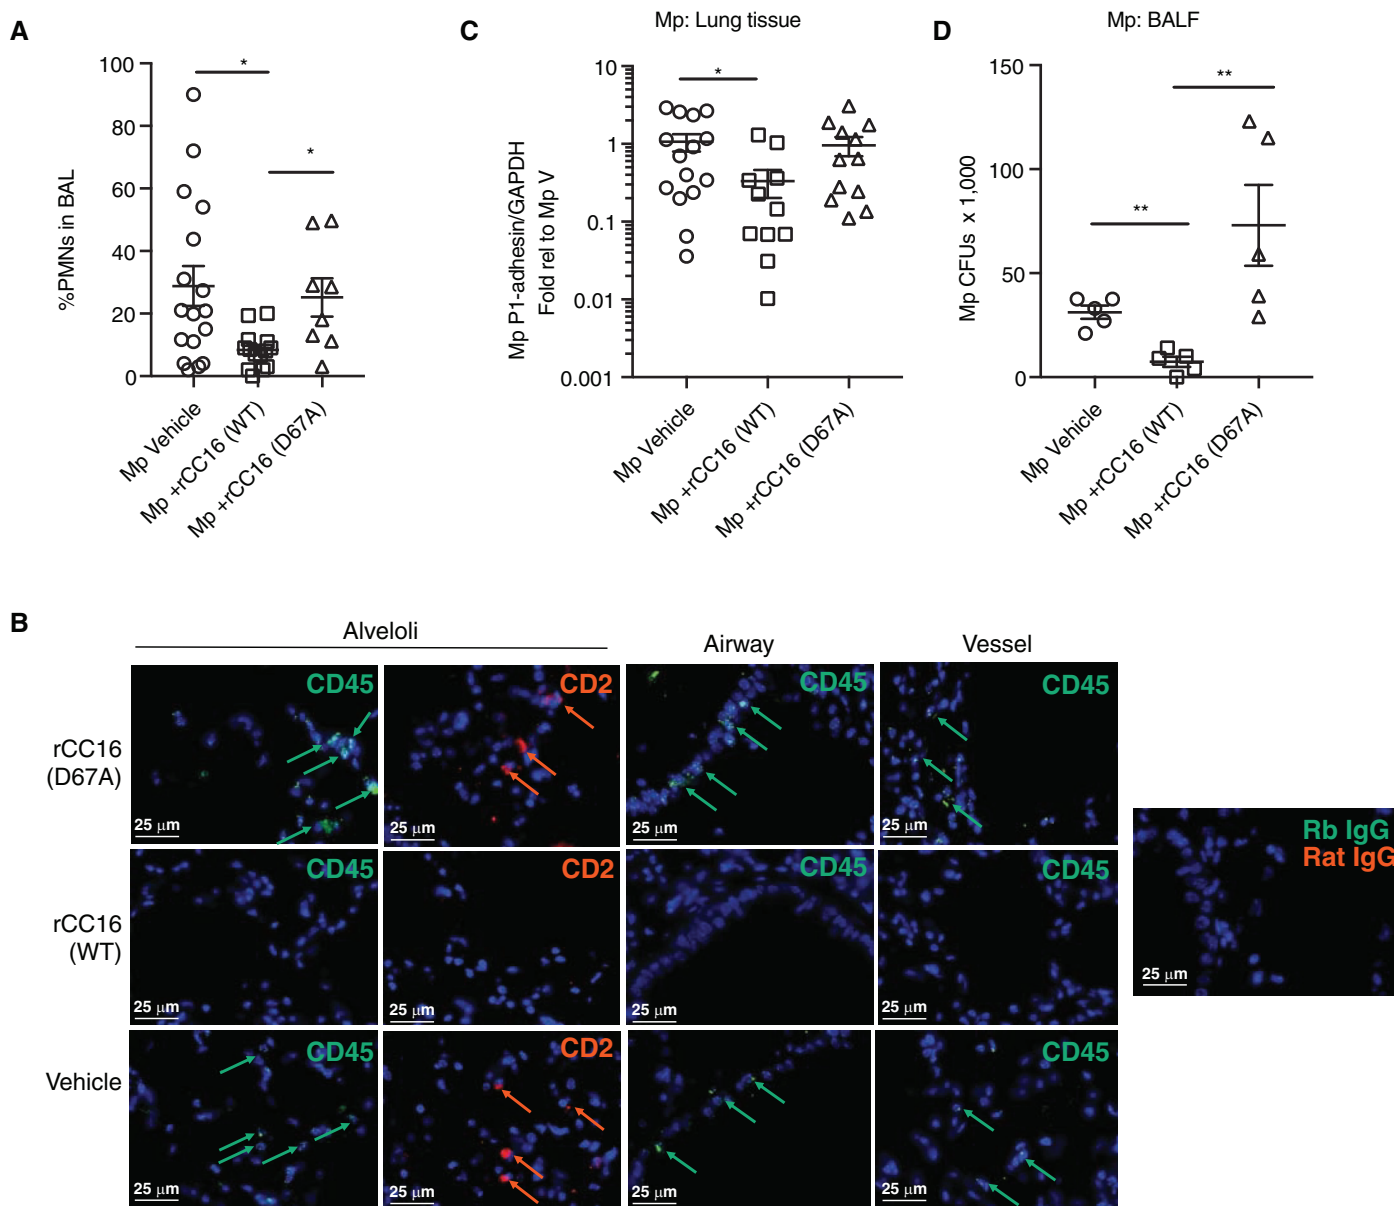 A
100
80
60
40
20
0
%PMNs in BAL
*
*
Mp Vehicle
Mp +rCC16 (WT)
Mp +rCC16 (D67A)
C
Mp: Lung tissue
10
1
0.1
0.01
0.001
Mp P1-adhesin/GAPDH
Fold rel to Mp V
*
Mp Vehicle
Mp +rCC16 (WT)
Mp +rCC16 (D67A)
D
Mp: BALF
150
100
50
0
Mp CFUs x 1,000
**
**
Mp Vehicle
Mp +rCC16 (WT)
Mp +rCC16 (D67A)
B
Alveloli
Airway
Vessel
rCC16
(D67A)
CD45
25 μm
CD2
25 μm
CD45
25 μm
CD45
25 μm
rCC16
(WT)
CD45
25 μm
CD2
25 μm
CD45
25 μm
CD45
25 μm
Vehicle
CD45
25 μm
CD2
25 μm
25 μm
CD45
25 μm
Rb IgG
Rat IgG
25 μm